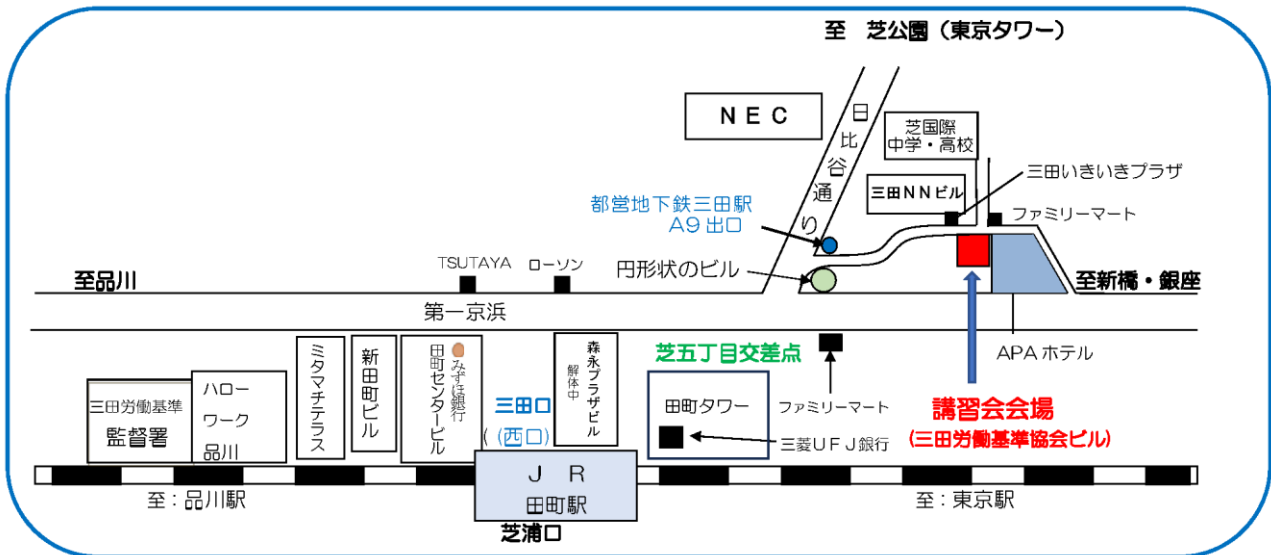 至　芝公園（東京タワー）
ＮＥＣ
日比谷通り
芝国際
中学・高校
三田いきいきプラザ
三田ＮＮビル
ファミリーマート
都営地下鉄三田駅
A9出口
円形状のビル
TSUTAYA
ローソン
至品川
至新橋・銀座
第一京浜
芝五丁目交差点
APAホテル
ミタマチテラス
新田町ビル
田町センタービル
みずほ銀行
森永プラザビル
解体中
三田口
(（西口）
田町タワー
ファミリーマート
三菱ＵＦＪ銀行
講習会会場
(三田労働基準協会ビル)
三田労働基準
監督署
ハロー
ワーク
品川
ＪＲ
田町駅
至：品川駅
至：東京駅
芝浦口